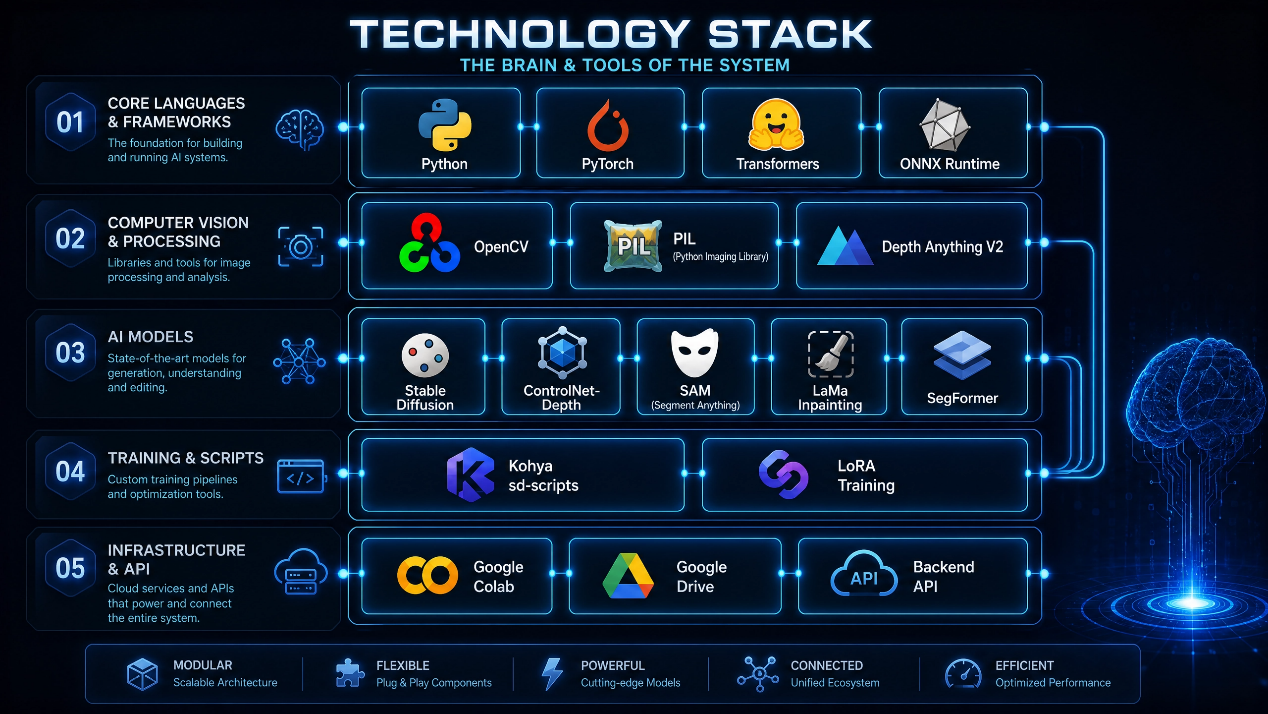 TECHNOLOGY STACK
THE BRAIN & TOOLS OF THE SYSTEM
01
CORE LANGUAGES
& FRAMEWORKS
The foundation for building
and running AI systems.
Python
PyTorch
Transformers
ONNX Runtime
02
COMPUTER VISION
& PROCESSING
Libraries and tools for image
processing and analysis.
OpenCV
PIL
PIL
(Python Imaging Library)
Depth Anything V2
03
AI MODELS
State-of-the-art models for
generation, understanding
and editing.
Stable
Diffusion
ControlNet-
Depth
SAM
(Segment Anything)
LaMa
Inpainting
SegFormer
04
TRAINING & SCRIPTS
Custom training pipelines
and optimization tools.
</>
K
Kohya
sd-scripts
LoRA
Training
05
INFRASTRUCTURE
& API
Cloud services and APIs
that power and connect
the entire system.
Google
Colab
Google
Drive
API
Backend
API
MODULAR
Scalable Architecture
FLEXIBLE
Plug & Play Components
POWERFUL
Cutting-edge Models
CONNECTED
Unified Ecosystem
EFFICIENT
Optimized Performance